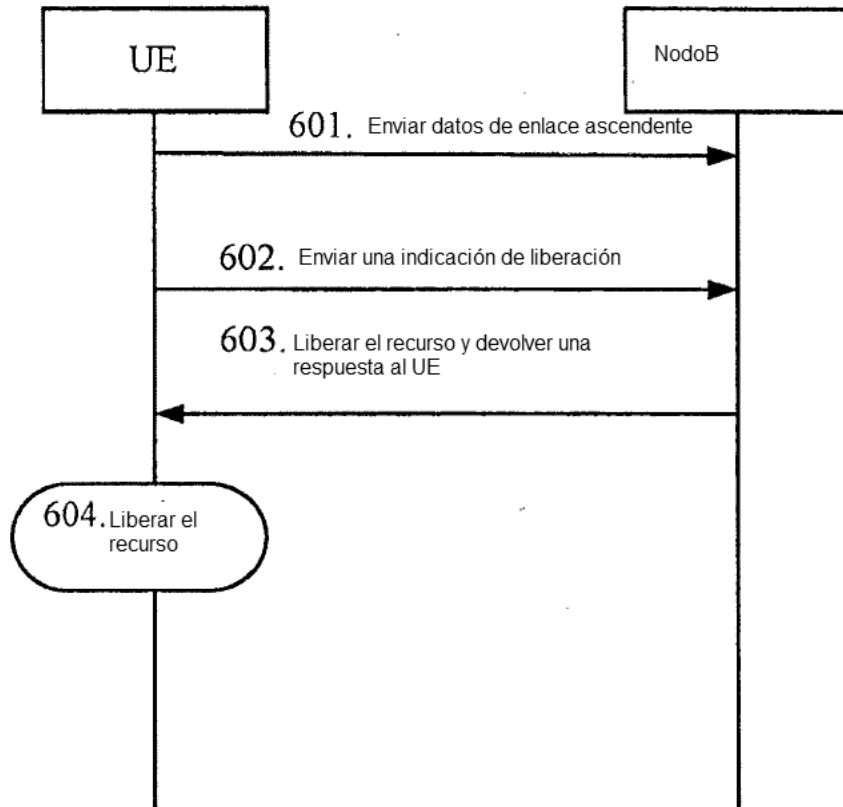 UE
NodoB
601. Enviar datos de enlace ascendente
602. Enviar una indicación de liberación
603. Liberar el recurso y devolver una
respuesta al UE
604. Liberar el
recurso